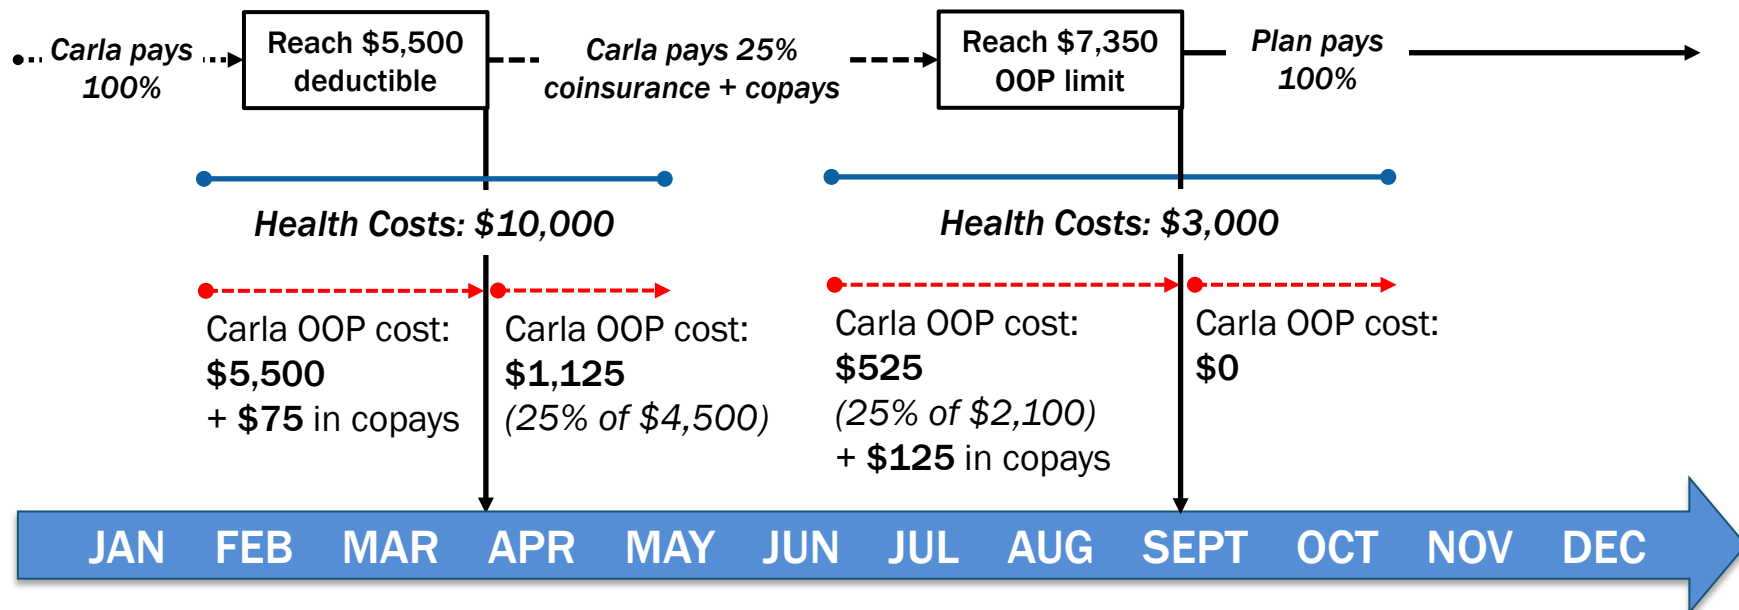 Carla pays
100%
Reach $5,500
deductible
Carla pays 25%
coinsurance + copays
Reach $7,350
OOP limit
Plan pays
100%
Health Costs: $10,000
Health Costs: $3,000
Carla OOP cost:
$5,500
+ $75 in copays
Carla OOP cost:
$1,125
(25% of $4,500)
Carla OOP cost:
$525
(25% of $2,100)
+ $125 in copays
Carla OOP cost:
$0
JAN FEB MAR APR MAY JUN JUL AUG SEPT OCT NOV DEC